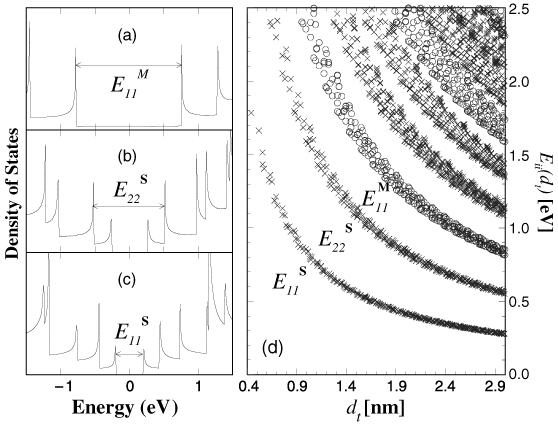 Density of States
(a)
E11M
(b)
E22S
(c)
E11S
−1 0 1
Energy (eV)
2.5
2.0
1.5
1.0
0.5
0.0
Eii(dt) [eV]
E11M
E22S
E11S
(d)
0.4 0.9 1.4 1.9 2.4 2.9
dt [nm]